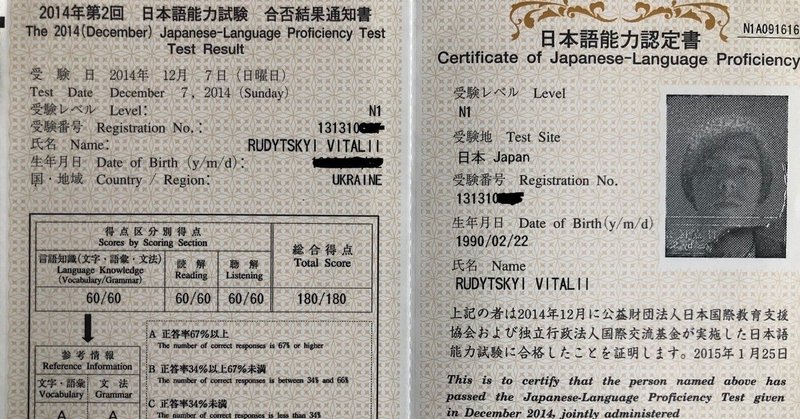 2014年第2回 日本語能力試験 合否結果通知書
The 2014(December) Japanese-Language Proficiency Test
Test Result
受験日 2014年 12月 7日(日曜日)
Test Date December 7, 2014 (Sunday)
受験レベル Level: N1
受験番号 Registration No.: 131310
氏名 Name: RUDYTSKYI VITALII
生年月日 Date of Birth (y/m/d):
国・地域 Country / Region: UKRAINE
得点区分別得点
Scores by Scoring Section
総合得点
Total Score
言語知識(文字・語彙・文法)
Language Knowledge
(Vocabulary/Grammar)
読解
Reading
聴解
Listening
60/60 60/60 60/60 180/180
参考情報
Reference Information
文字・語彙
Vocabulary
文法
Grammar
A A
A 正答率67%以上
The number of correct responses is 67% or higher
B 正答率34%以上67%未満
The number of correct responses is between 34% and 66%
C 正答率34%未満
The number of correct responses is less than 34%
N1A091616
日本語能力認定書
Certificate of Japanese-Language Proficiency
受験レベル Level
N1
受験地 Test Site
日本 Japan
受験番号 Registration No.
131310
生年月日 Date of Birth(y/m/d)
1990/02/22
氏名 Name
RUDYTSKYI VITALII
上記の者は2014年12月に公益財団法人日本国際教育支援
協会および独立行政法人国際交流基金が実施した日本語
能力試験に合格したことを証明します。2015年1月25日
This is to certify that the person named above has
passed the Japanese-Language Proficiency Test given
in December 2014, jointly administered